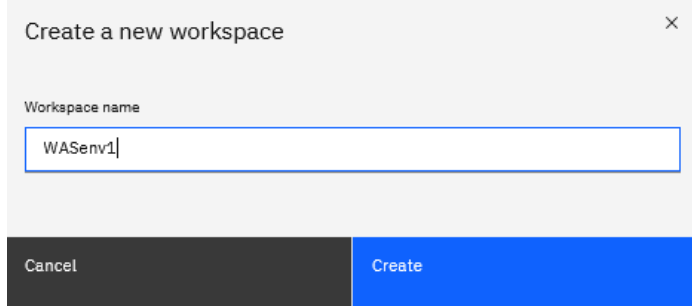 Create a new workspace
Workspace name
WASenv1
Cancel
Create